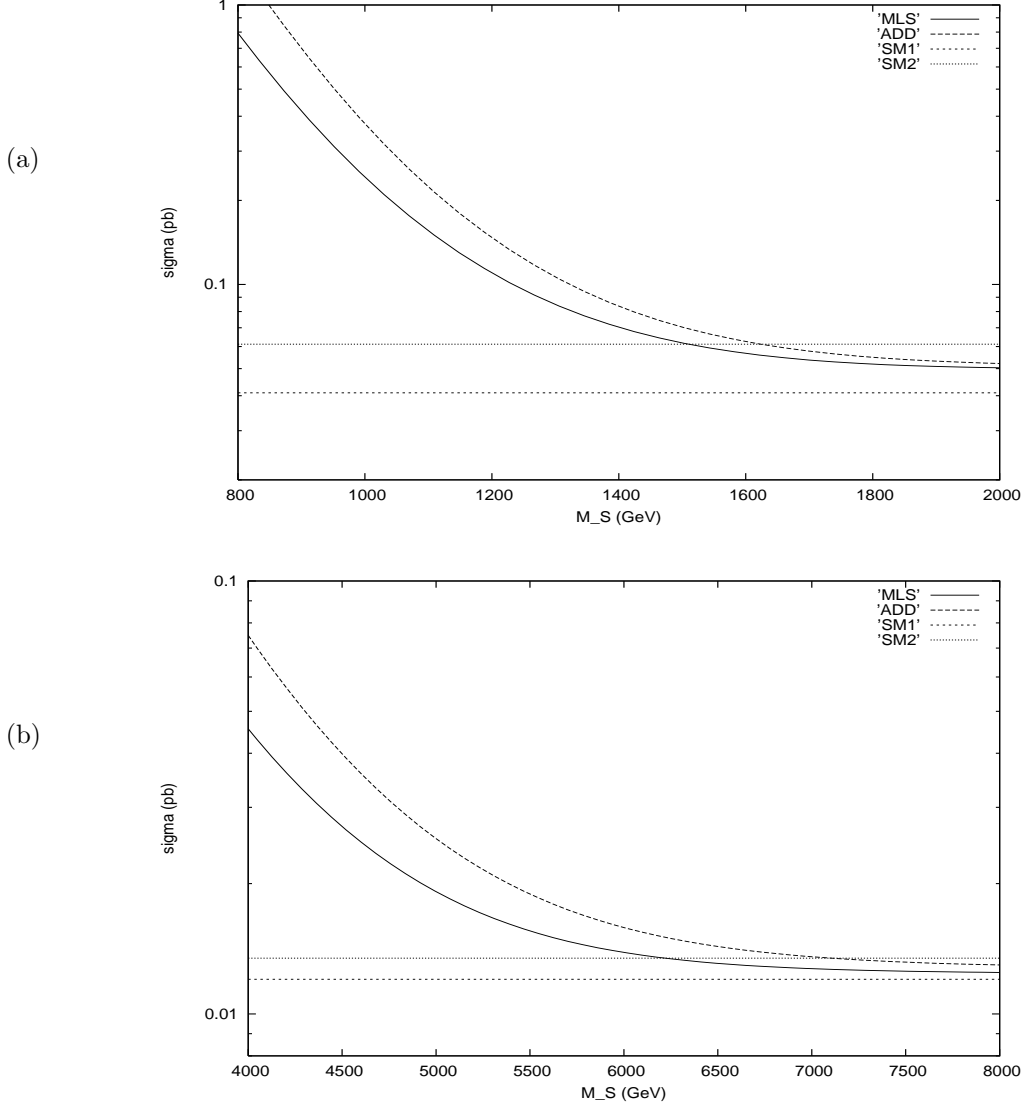 (a)
sigma (pb)
1
0.1
'MLS'
'ADD'
'SM1'
'SM2'
800 1000 1200 1400 1600 1800 2000
M_S (GeV)
(b)
sigma (pb)
0.1
0.01
'MLS'
'ADD'
'SM1'
'SM2'
4000 4500 5000 5500 6000 6500 7000 7500 8000
M_S (GeV)